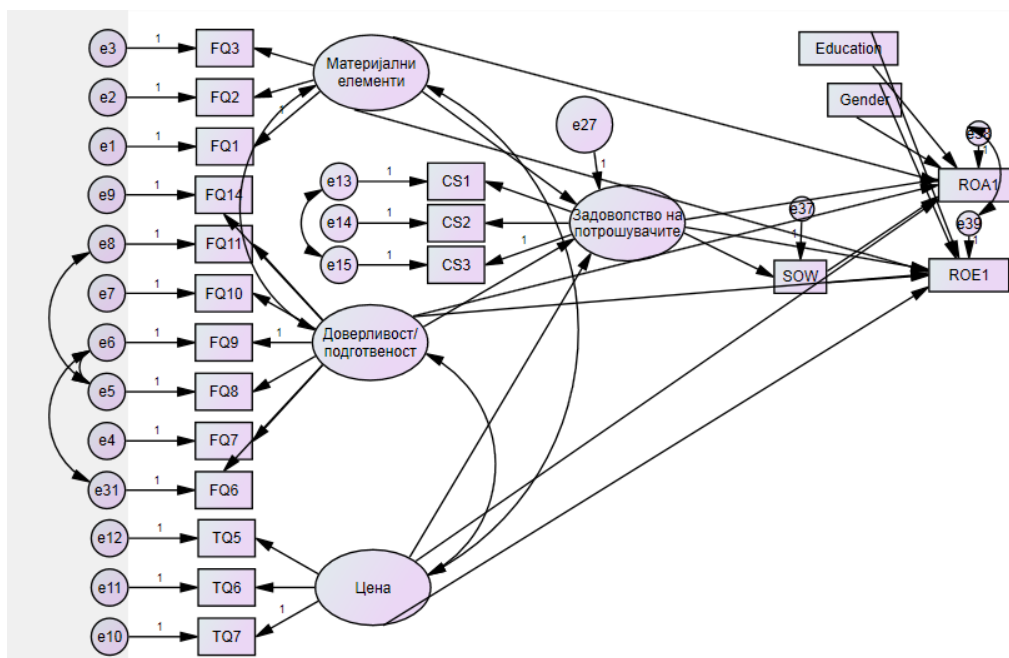 e3
1
FQ3
e2
1
FQ2
e1
1
FQ1
e9
1
FQ14
e8
1
FQ11
e7
1
FQ10
e6
1
FQ9
1
e5
1
FQ8
e4
1
FQ7
e31
1
FQ6
e12
1
TQ5
e11
1
TQ6
e10
1
TQ7
1
Материјални
елементи
1
Доверливост/
подготвеност
Цена
e13
1
CS1
e14
1
CS2
e15
1
CS3
1
e27
1
Задоволство на
потрошувачите
e37
1
SOW
Education
Gender
1
ROA1
e39
1
ROE1